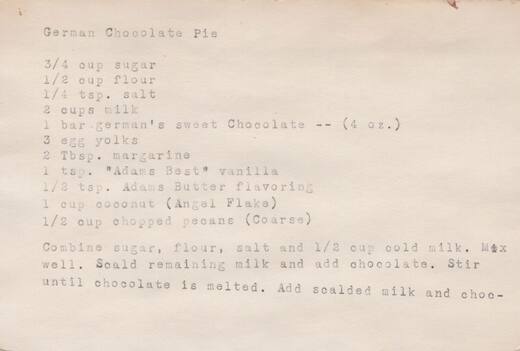 German Chocolate Pie
3/4 cup sugar
1/2 cup flour
1/4 tsp. salt
2 cups milk
1 bar german's sweet Chocolate -- (4 oz.)
3 egg yolks
2 Tbsp. margarine
1 tsp. "Adams Best" vanilla
1/2 tsp. Adams Butter flavoring
1 cup coconut (Angel Flake)
1/2 cup chopped pecans (Coarse)
Combine sugar, flour, salt and 1/2 cup cold milk. Mix
well. Scald remaining milk and add chocolate. Stir
until chocolate is melted. Add scalded milk and choc-